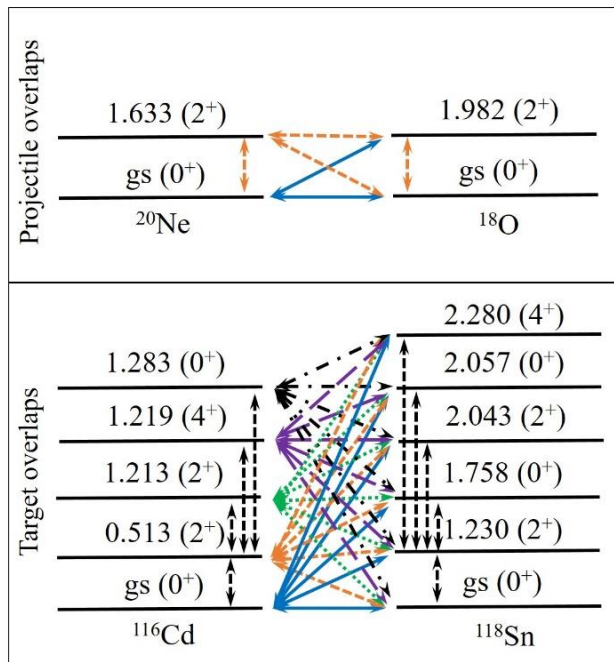 Projectile overlaps
1.633 (2⁺)
1.982 (2⁺)
gs (0⁺)
gs (0⁺)
²⁰Ne
¹⁸O
Target overlaps
2.280 (4⁺)
1.283 (0⁺)
2.057 (0⁺)
1.219 (4⁺)
2.043 (2⁺)
1.213 (2⁺)
1.758 (0⁺)
0.513 (2⁺)
1.230 (2⁺)
gs (0⁺)
gs (0⁺)
¹¹⁶Cd
¹¹⁸Sn